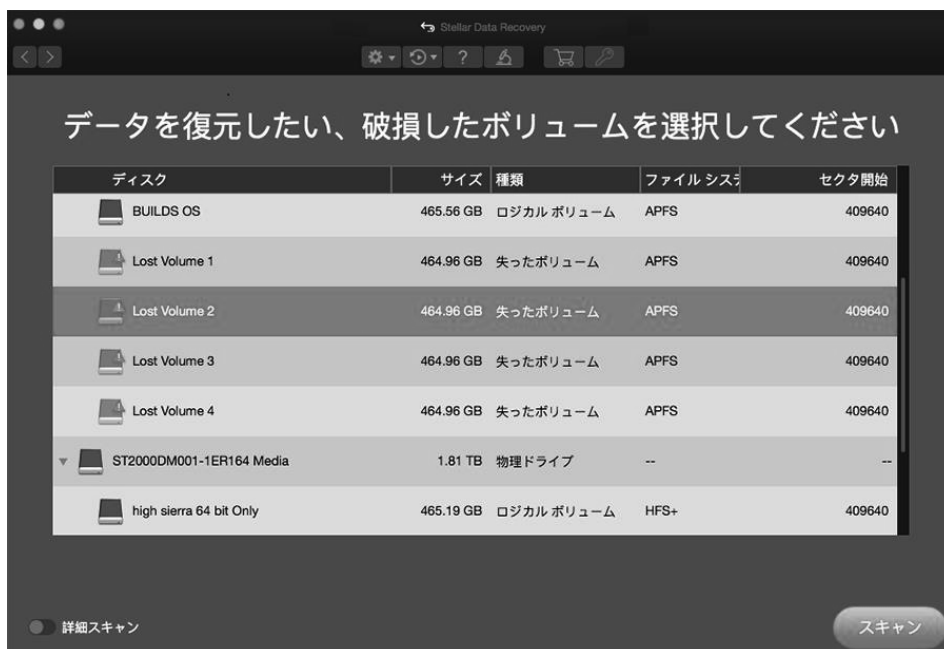 Stellar Data Recovery
?
データを復元したい、破損したボリュームを選択してください
ディスク サイズ 種類 ファイル システ セクタ開始
BUILDS OS 465.56 GB ロジカル ボリューム APFS 409640
Lost Volume 1 464.96 GB 失ったボリューム APFS 409640
Lost Volume 2 464.96 GB 失ったボリューム APFS 409640
Lost Volume 3 464.96 GB 失ったボリューム APFS 409640
Lost Volume 4 464.96 GB 失ったボリューム APFS 409640
ST2000DM001-1ER164 Media 1.81 TB 物理ドライブ -- --
high sierra 64 bit Only 465.19 GB ロジカル ボリューム HFS+ 409640
詳細スキャン スキャン